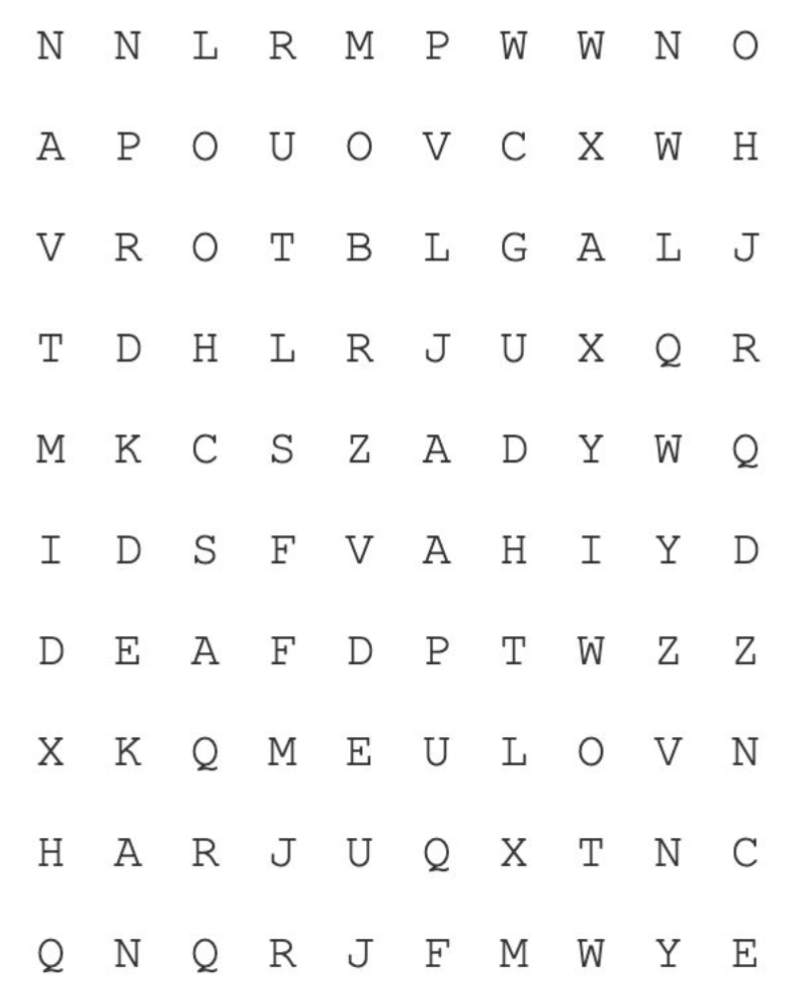 N N L R M P W W N O
A P O U O V C X W H
V R O T B L G A L J
T D H L R J U X Q R
M K C S Z A D Y W Q
I D S F V A H I Y D
D E A F D P T W Z Z
X K Q M E U L O V N
H A R J U Q X T N C
Q N Q R J F M W Y E